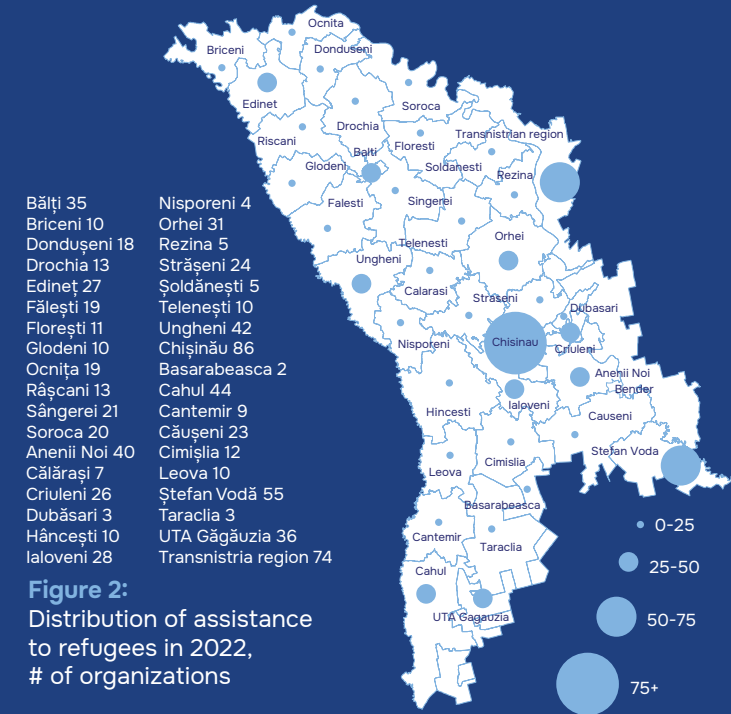 Ocnita
Briceni
Donduseni
Edinet
Soroca
Drochia
Transnistrian region
Riscani
Floresti
Balti
Glodeni
Soldanesti
Rezina
Falesti
Singerei
Orhei
Telenesti
Ungheni
Calarasi
Straseni
Dubasari
Nisporeni
Chisinau
Criuleni
Anenii Noi
Bender
Hincesti
Ialoveni
Causeni
Stefan Voda
Leova
Cimislia
Basarabeasca
Cantemir
Taraclia
Cahul
UTA Gagauzia
Bălți 35
Briceni 10
Dondușeni 18
Drochia 13
Edineț 27
Fălești 19
Florești 11
Glodeni 10
Ocnița 19
Râșcani 13
Sângerei 21
Soroca 20
Anenii Noi 40
Călărași 7
Criuleni 26
Dubăsari 3
Hâncești 10
Ialoveni 28
Nisporeni 4
Orhei 31
Rezina 5
Strășeni 24
Șoldănești 5
Telenești 10
Ungheni 42
Chișinău 86
Basarabeasca 2
Cahul 44
Cantemir 9
Căușeni 23
Cimișlia 12
Leova 10
Ștefan Vodă 55
Taraclia 3
UTA Găgăuzia 36
Transnistria region 74
0-25
25-50
50-75
75+
Figure 2:
Distribution of assistance
to refugees in 2022,
# of organizations